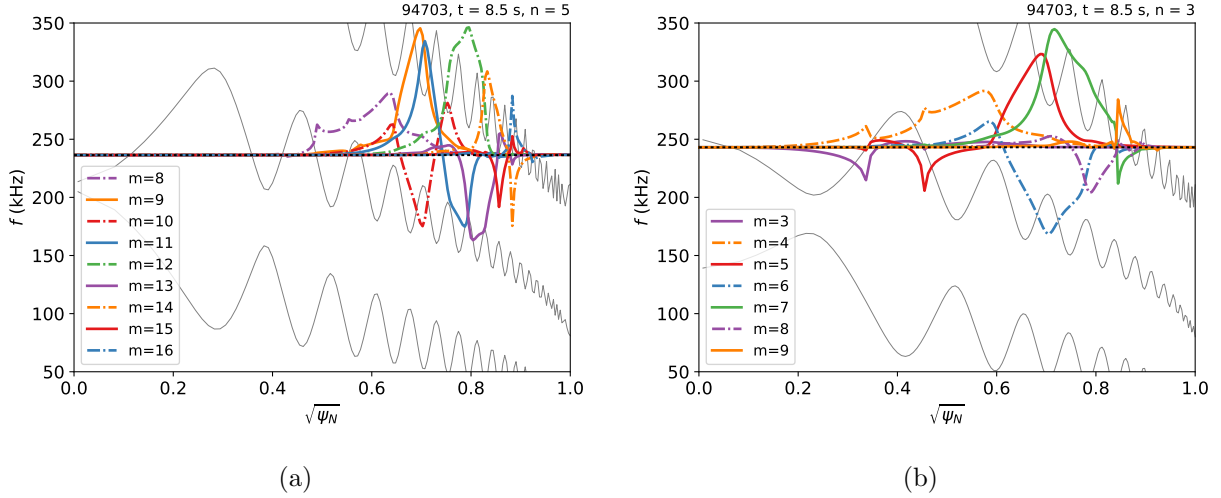 94703, t = 8.5 s, n = 5
350
300
250
200
150
100
50
f (kHz)
m=8
m=9
m=10
m=11
m=12
m=13
m=14
m=15
m=16
0.0 0.2 0.4 0.6 0.8 1.0
√ψN
(a)
94703, t = 8.5 s, n = 3
350
300
250
200
150
100
50
f (kHz)
m=3
m=4
m=5
m=6
m=7
m=8
m=9
0.0 0.2 0.4 0.6 0.8 1.0
√ψN
(b)